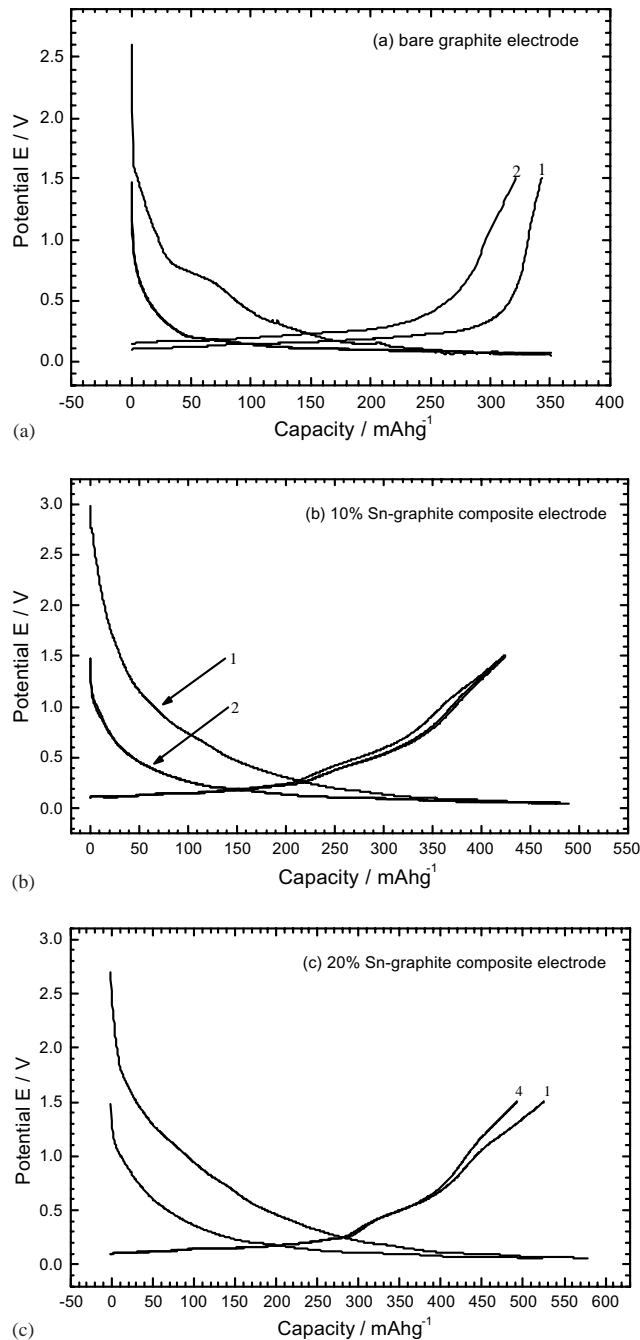 (a) bare graphite electrode
2.5
2.0
1.5
1.0
0.5
0.0
Potential E / V
2 1
-50 0 50 100 150 200 250 300 350 400
Capacity / mAhg-1
(a)
(b) 10% Sn-graphite composite electrode
3.0
2.5
2.0
1.5
1.0
0.5
0.0
Potential E / V
1
2
0 50 100 150 200 250 300 350 400 450 500 550
Capacity / mAhg-1
(b)
(c) 20% Sn-graphite composite electrode
3.0
2.5
2.0
1.5
1.0
0.5
0.0
Potential E / V
4 1
-50 0 50 100 150 200 250 300 350 400 450 500 550 600
Capacity / mAhg-1
(c)